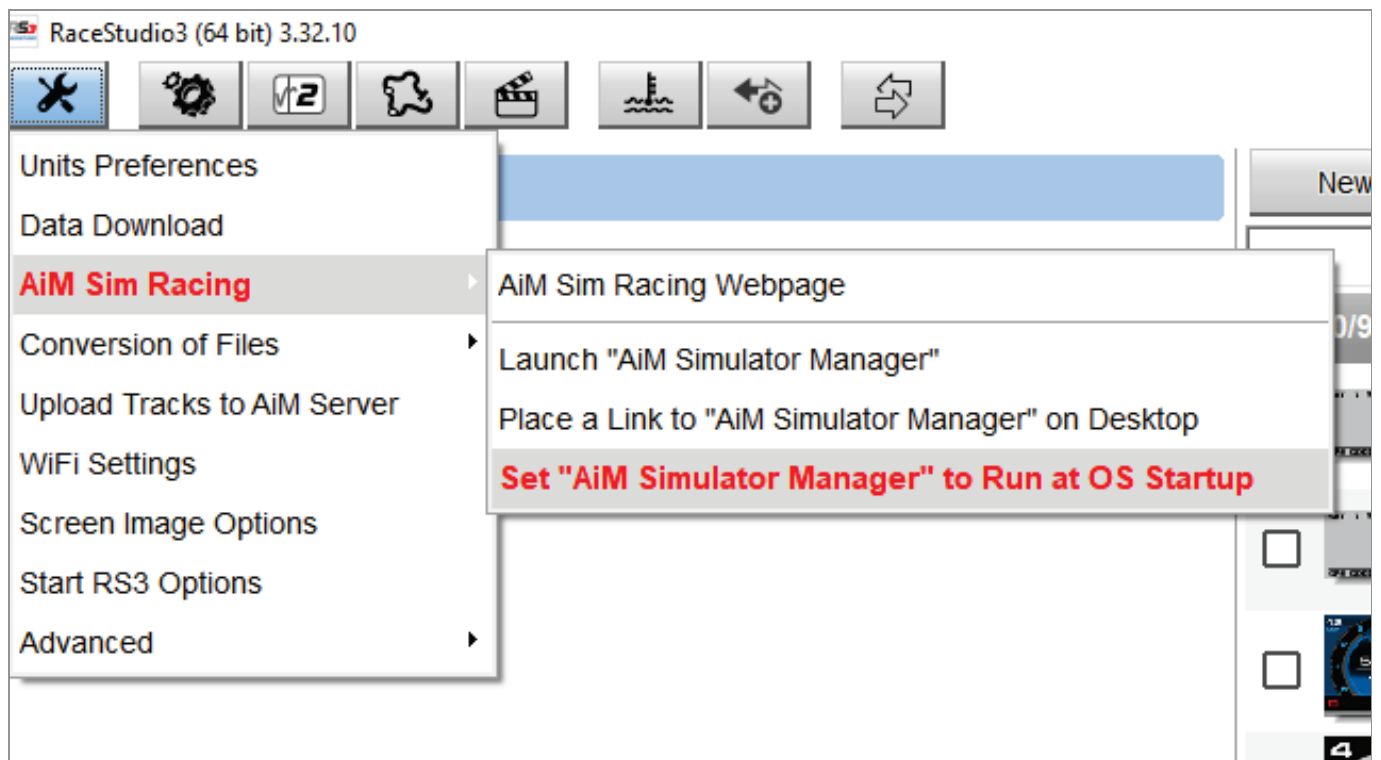 RS3 RaceStudio3 (64 bit) 3.32.10
Units Preferences
Data Download
AiM Sim Racing
Conversion of Files
Upload Tracks to AiM Server
WiFi Settings
Screen Image Options
Start RS3 Options
Advanced
AiM Sim Racing Webpage
Launch "AiM Simulator Manager"
Place a Link to "AiM Simulator Manager" on Desktop
Set "AiM Simulator Manager" to Run at OS Startup
New